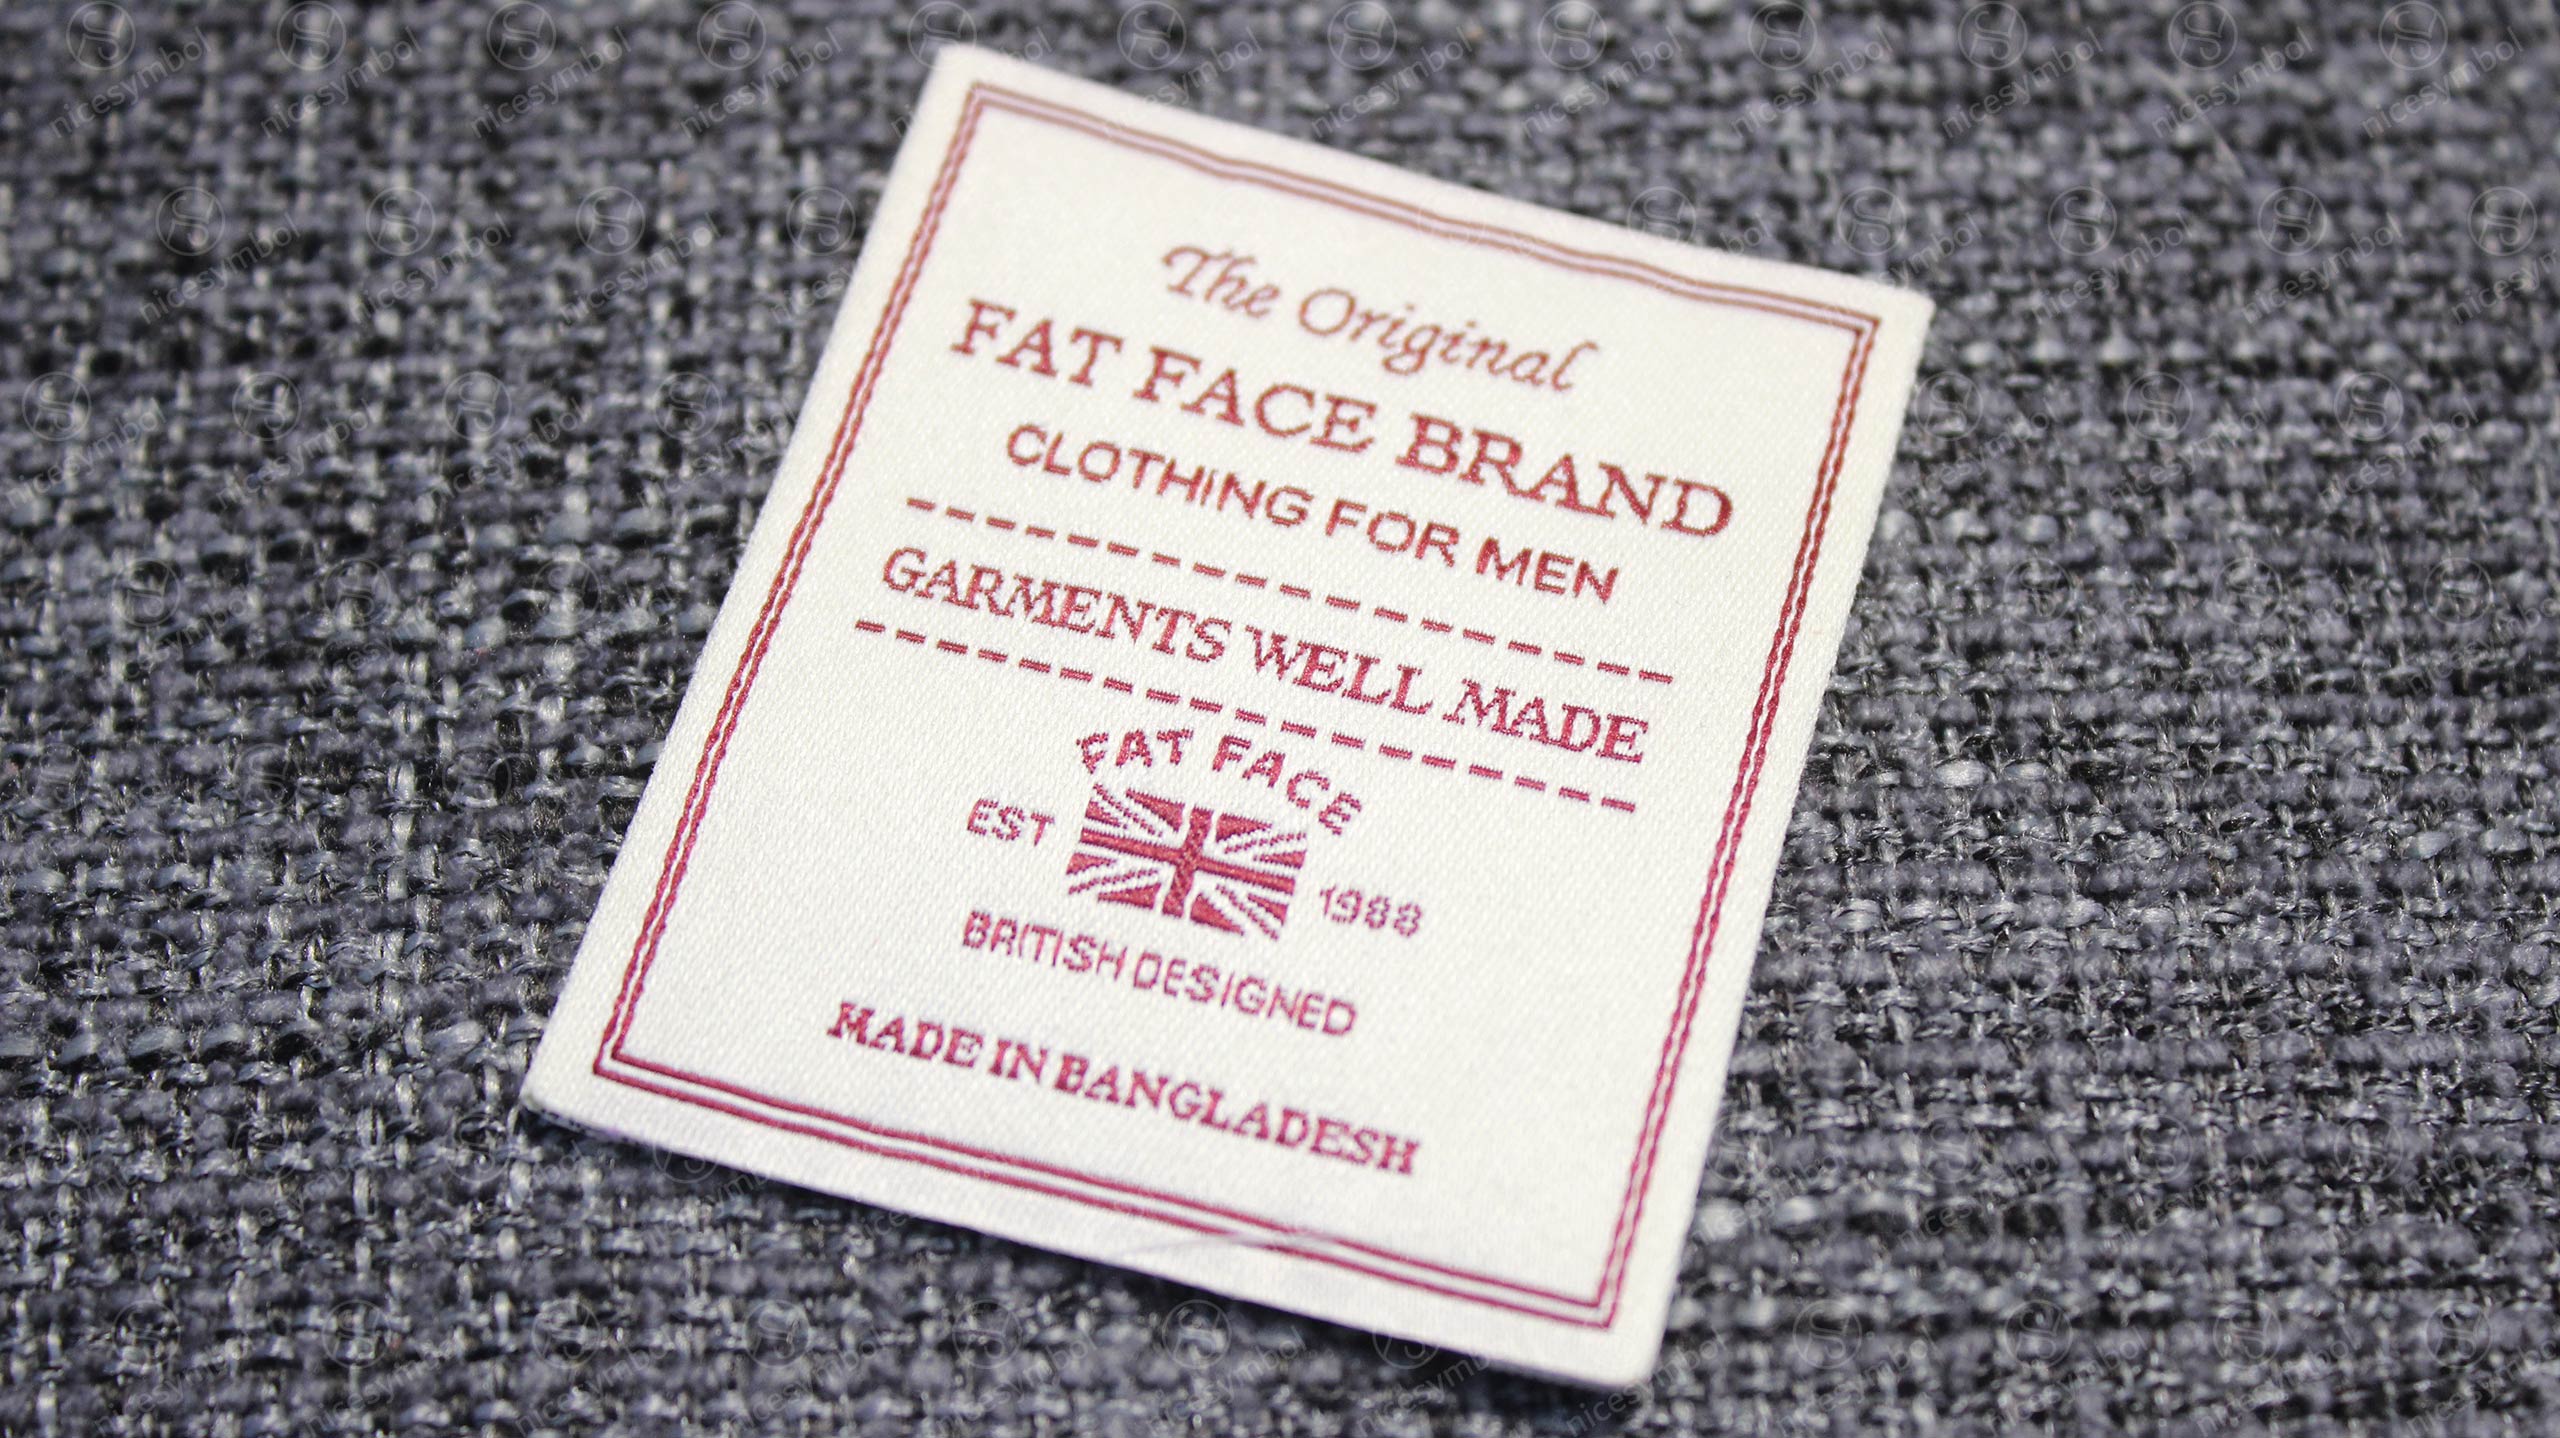 The Original
FAT FACE BRAND
CLOTHING FOR MEN
GARMENTS WELL MADE
FAT FACE
EST 1988
BRITISH DESIGNED
MADE IN BANGLADESH
nicesymbol